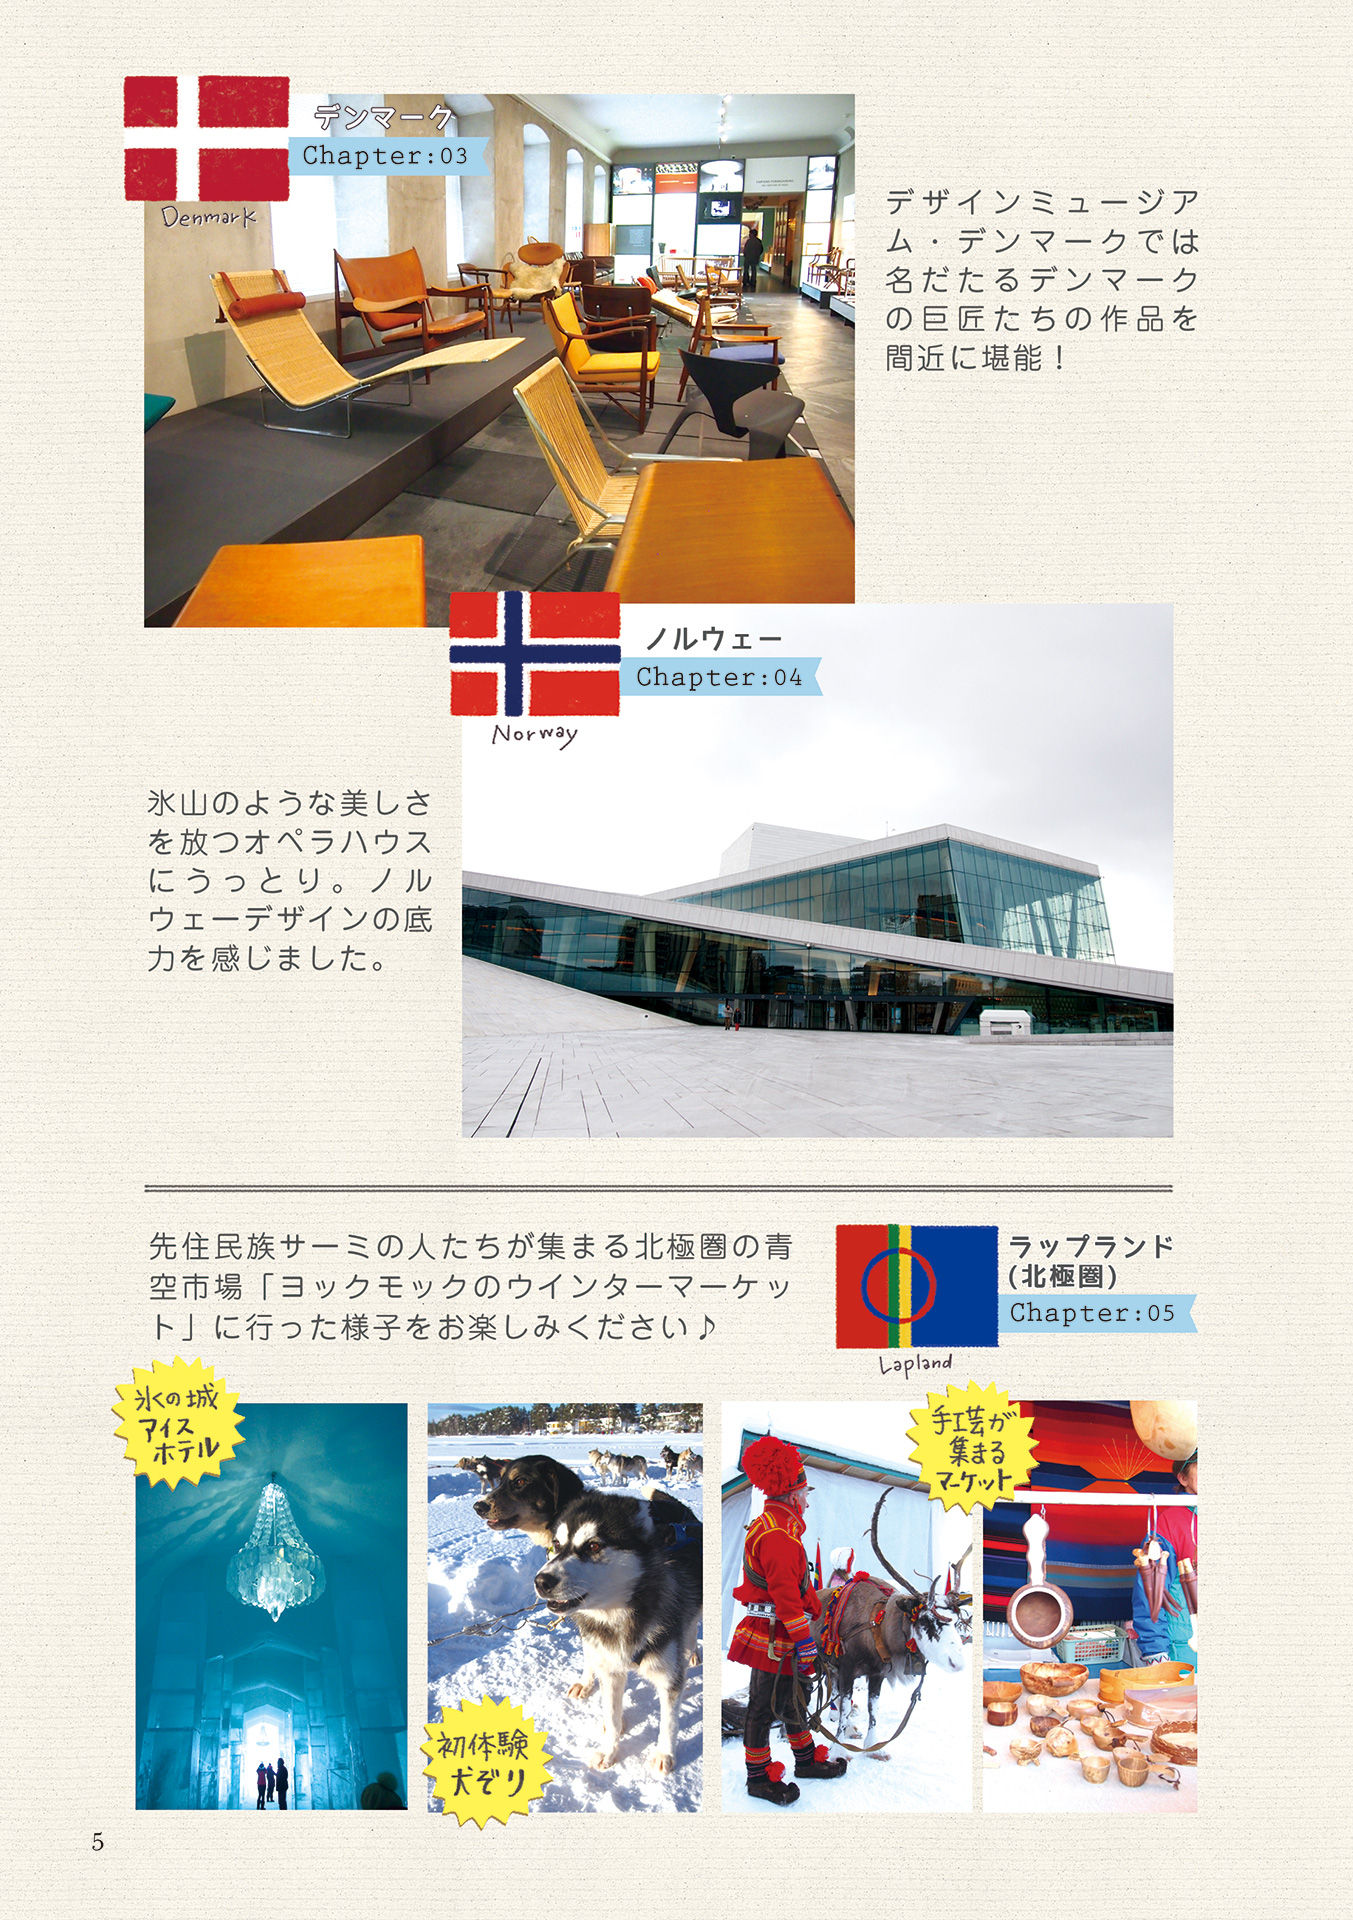 デンマーク
Chapter:03
Denmark
デザインミュージア
ム・デンマークでは
名だたるデンマーク
の巨匠たちの作品を
間近に堪能！
ノルウェー
Chapter:04
Norway
氷山のような美しさ
を放つオペラハウス
にうっとり。ノル
ウェーデザインの底
力を感じました。
先住民族サーミの人たちが集まる北極圏の青
空市場「ヨックモックのウインターマーケッ
ト」に行った様子をお楽しみください♪
ラップランド
(北極圏)
Chapter:05
Lapland
氷の城
アイス
ホテル
初体験
犬ぞり
手工芸が
集まる
マーケット
5